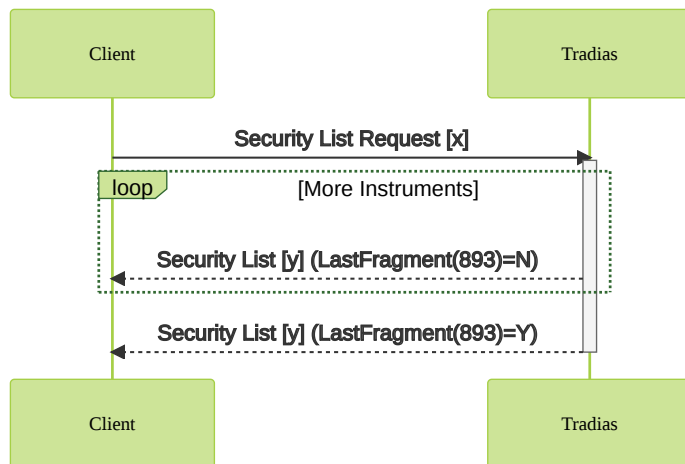 Client
Tradias
Security List Request [x]
loop
[More Instruments]
Security List [y] (LastFragment(893)=N)
Security List [y] (LastFragment(893)=Y)
Client
Tradias